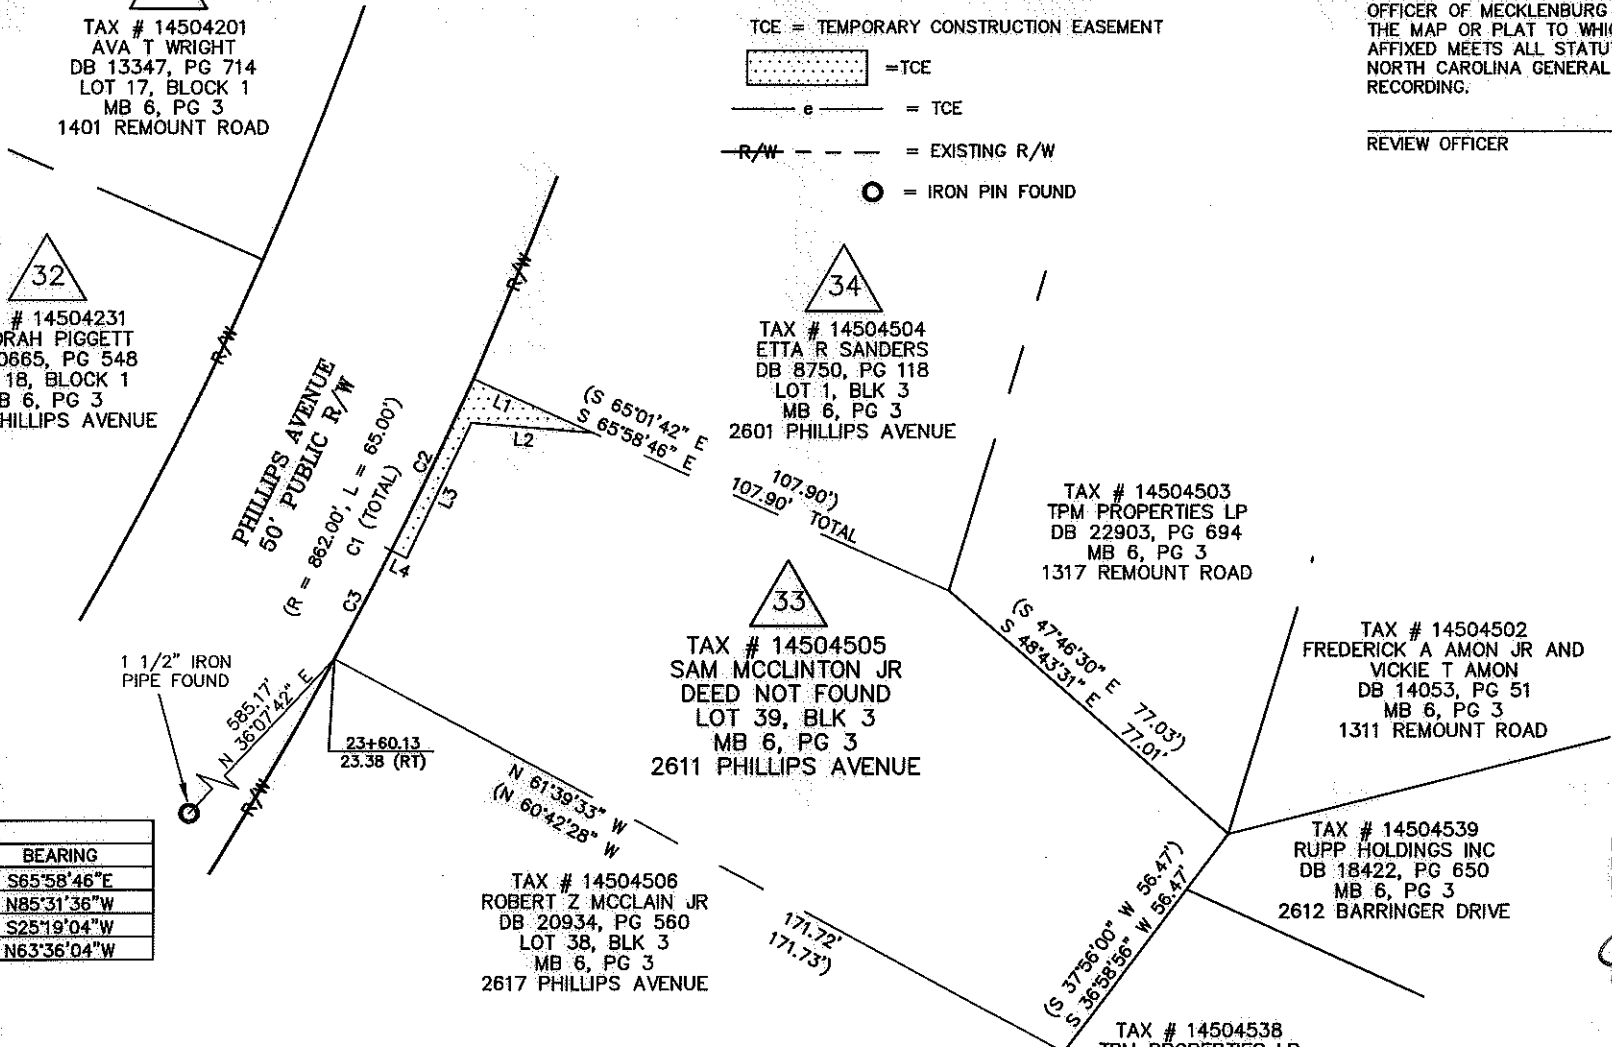 TAX # 14504201
AVA T WRIGHT
DB 13347, PG 714
LOT 17, BLOCK 1
MB 6, PG 3
1401 REMOUNT ROAD
TCE = TEMPORARY CONSTRUCTION EASEMENT
=TCE
e = TCE
R/W = EXISTING R/W
= IRON PIN FOUND
OFFICER OF MECKLENBURG
THE MAP OR PLAT TO WHIC
AFFIXED MEETS ALL STATU
NORTH CAROLINA GENERAL
RECORDING.
REVIEW OFFICER
32
# 14504231
ORAH PIGGETT
0665, PG 548
18, BLOCK 1
B 6, PG 3
HILLIPS AVENUE
R/W
R/W
PHILLIPS AVENUE
50' PUBLIC R/W
(R = 862.00', L = 65.00')
C1 (TOTAL)
C2
C3
L1
L2
L3
L4
34
TAX # 14504504
ETTA R SANDERS
DB 8750, PG 118
LOT 1, BLK 3
MB 6, PG 3
2601 PHILLIPS AVENUE
(S 65°01'42" E 107.90')
S 65°58'46" E 107.90' TOTAL
TAX # 14504503
TPM PROPERTIES LP
DB 22903, PG 694
MB 6, PG 3
1317 REMOUNT ROAD
33
TAX # 14504505
SAM MCCLINTON JR
DEED NOT FOUND
LOT 39, BLK 3
MB 6, PG 3
2611 PHILLIPS AVENUE
(S 47°46'30" E 77.03')
S 48°43'31" E 77.01'
TAX # 14504502
FREDERICK A AMON JR AND
VICKIE T AMON
DB 14053, PG 51
MB 6, PG 3
1311 REMOUNT ROAD
1 1/2" IRON
PIPE FOUND
585.17'
N 36°07'42" E
R/W
23+60.13
23.38 (RT)
N 61°39'33" W 171.72'
(N 60°42'28" W 171.73')
BEARING
S65°58'46"E
N85°31'36"W
S25°19'04"W
N63°36'04"W
TAX # 14504506
ROBERT Z MCCLAIN JR
DB 20934, PG 560
LOT 38, BLK 3
MB 6, PG 3
2617 PHILLIPS AVENUE
(S 37°56'00" W 56.47')
S 36°58'56" W 56.47'
TAX # 14504539
RUPP HOLDINGS INC
DB 18422, PG 650
MB 6, PG 3
2612 BARRINGER DRIVE
TAX # 14504538
TPM PROPERTIES LP